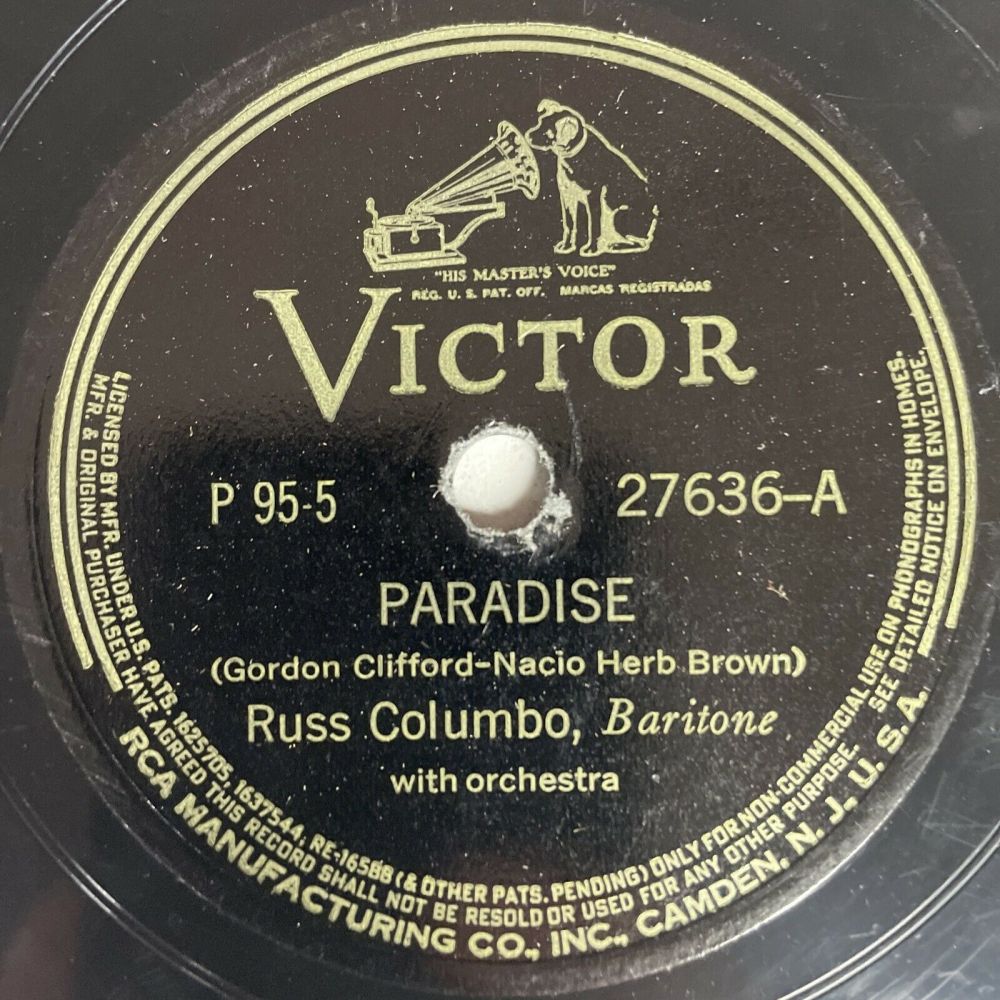 "HIS MASTER'S VOICE"
REG. U. S. PAT. OFF. MARCAS REGISTRADAS
VICTOR
P 95-5
27636-A
PARADISE
(Gordon Clifford-Nacio Herb Brown)
Russ Columbo, Baritone
with orchestra
LICENSED BY MFR. UNDER U.S. PATS. 1625705, 1637544, RE-16588 (& OTHER PATS. PENDING) ONLY FOR NON-COMMERCIAL USE ON PHONOGRAPHS IN HOMES.
MFR. & ORIGINAL PURCHASER HAVE AGREED THIS RECORD SHALL NOT BE RESOLD OR USED FOR ANY OTHER PURPOSE. SEE DETAILED NOTICE ON ENVELOPE.
RCA MANUFACTURING CO., INC., CAMDEN, N. J., U. S. A.